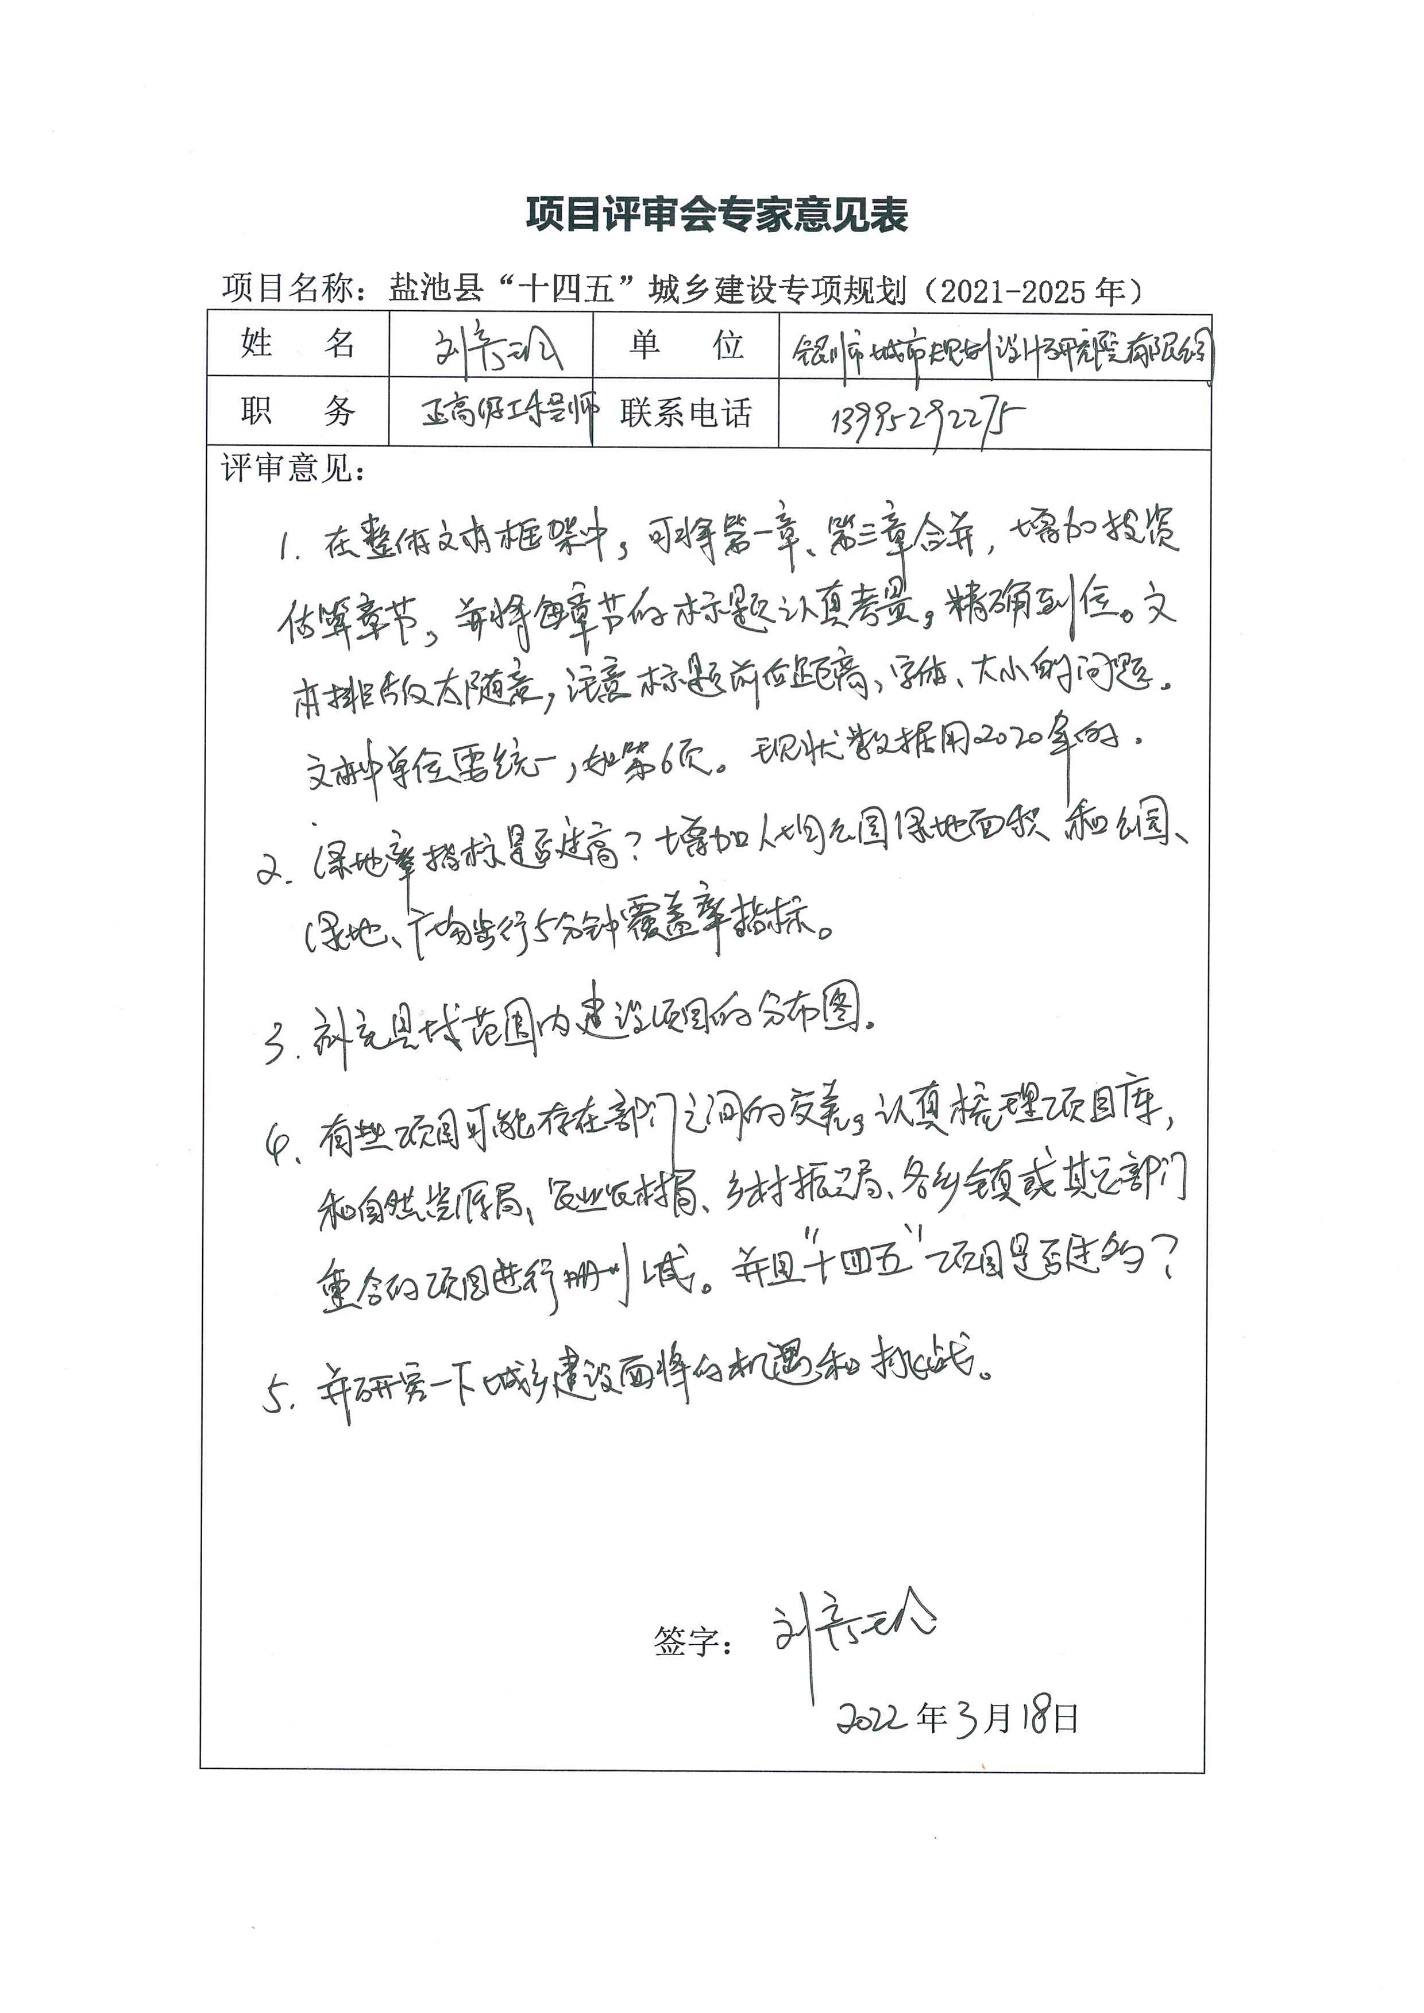 项目评审会专家意见表
项目名称：盐池县“十四五”城乡建设专项规划（2021-2025年）
姓 名 刘 单 位 银川市城市规划设计研究院有限公司
职 务 正高级工程师 联系电话 13995292275
评审意见：
1. 在整体文本框架中，可将第一章、第三章合并，增加投资
估算章节，并将每章节的标题认真考量，精确到位。文
本排版太随意，注意标题前后距离、字体、大小的问题。
文本中单位需统一，如第6页。现状数据用2020年的.
2. 绿地率指标是否过高？增加人均公园绿地面积和公园、
绿地、广场步行5分钟覆盖率指标。
3. 补充县域范围内建设项目的分布图。
4. 有些项目可能存在部门之间的交差，认真梳理项目库，
和自然资源局、农业农村局、乡村振兴局、各乡镇或其它部门
重合的项目进行删减。并且“十四五”项目是否过多？
5. 并研究一下城乡建设面临的机遇和挑战。
签字： 刘
2022年3月18日